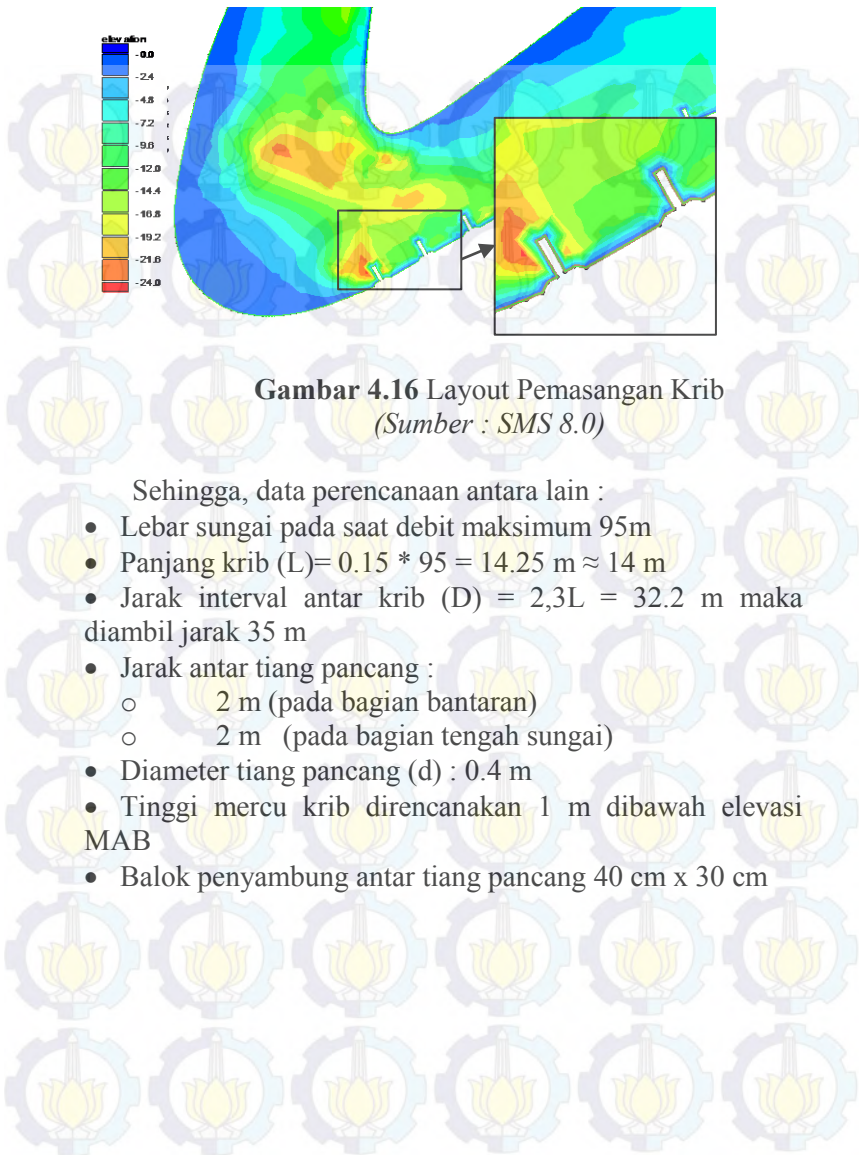 elevation
-0.0
-2.4
-4.8
-7.2
-9.6
-12.0
-14.4
-16.8
-19.2
-21.6
-24.0
Gambar 4.16 Layout Pemasangan Krib
(Sumber : SMS 8.0)
Sehingga, data perencanaan antara lain :
• Lebar sungai pada saat debit maksimum 95m
• Panjang krib (L)= 0.15 * 95 = 14.25 m ≈ 14 m
• Jarak interval antar krib (D) = 2,3L = 32.2 m maka
diambil jarak 35 m
• Jarak antar tiang pancang :
o 2 m (pada bagian bantaran)
o 2 m (pada bagian tengah sungai)
• Diameter tiang pancang (d) : 0.4 m
• Tinggi mercu krib direncanakan 1 m dibawah elevasi
MAB
• Balok penyambung antar tiang pancang 40 cm x 30 cm